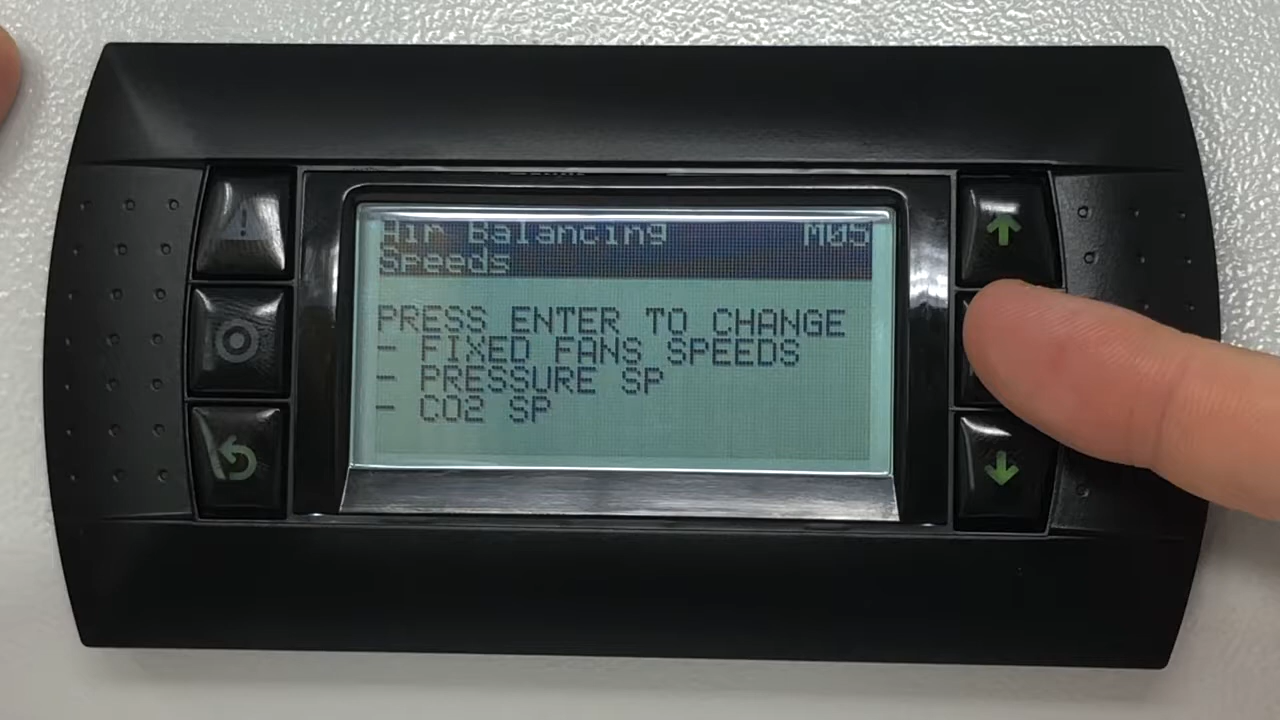 Air Balancing M05
Speeds
PRESS ENTER TO CHANGE
- FIXED FANS SPEEDS
- PRESSURE SP
- CO2 SP